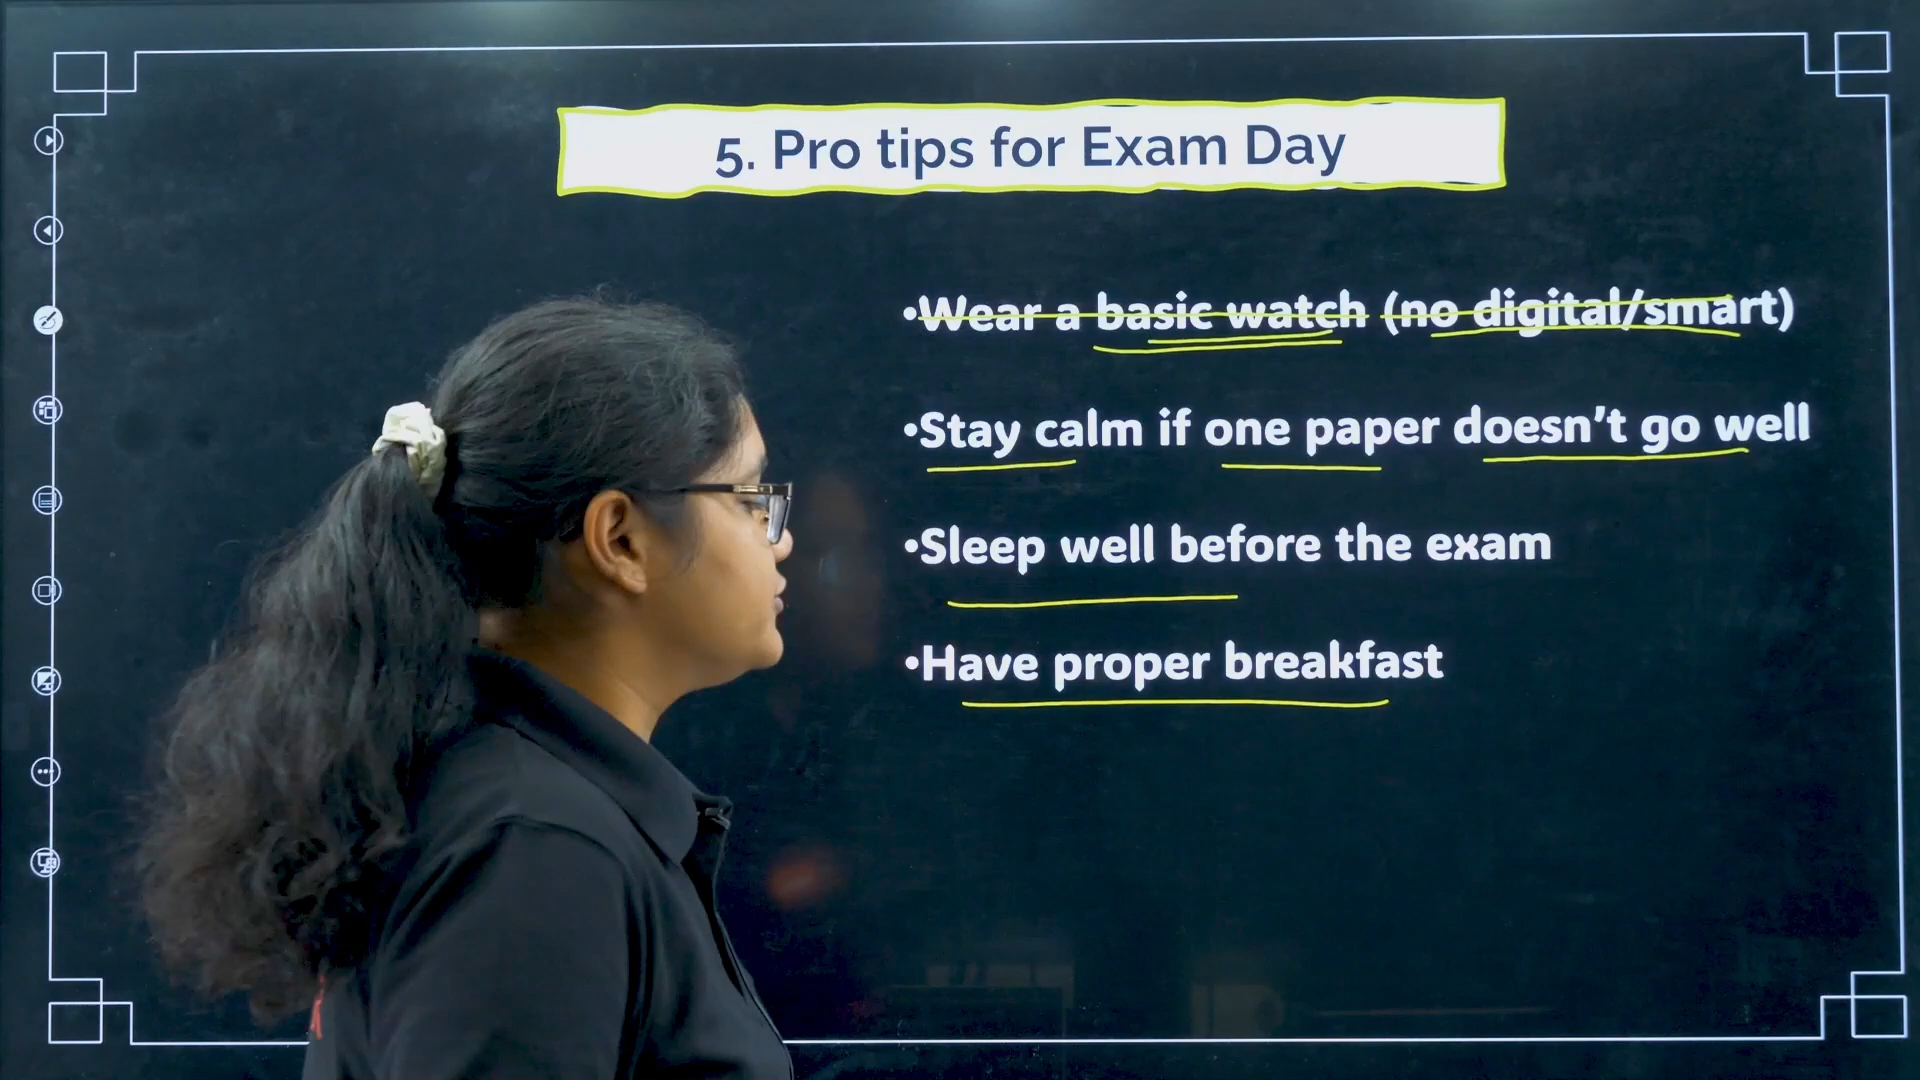 5. Pro tips for Exam Day
•Wear a basic watch (no digital/smart)
•Stay calm if one paper doesn't go well
•Sleep well before the exam
•Have proper breakfast